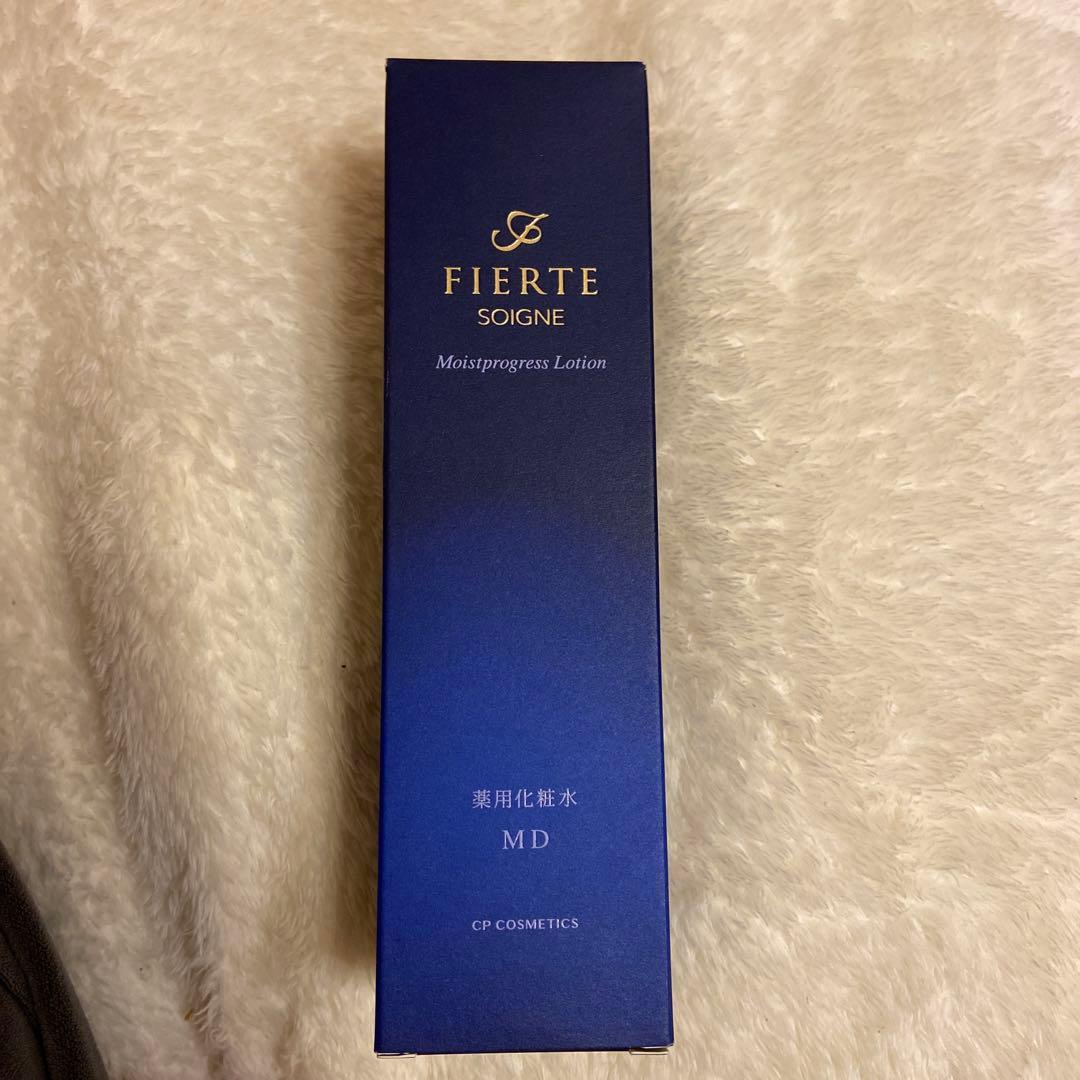 FIERTE
SOIGNE
Moistprogress Lotion
薬用化粧水
MD
CP COSMETICS